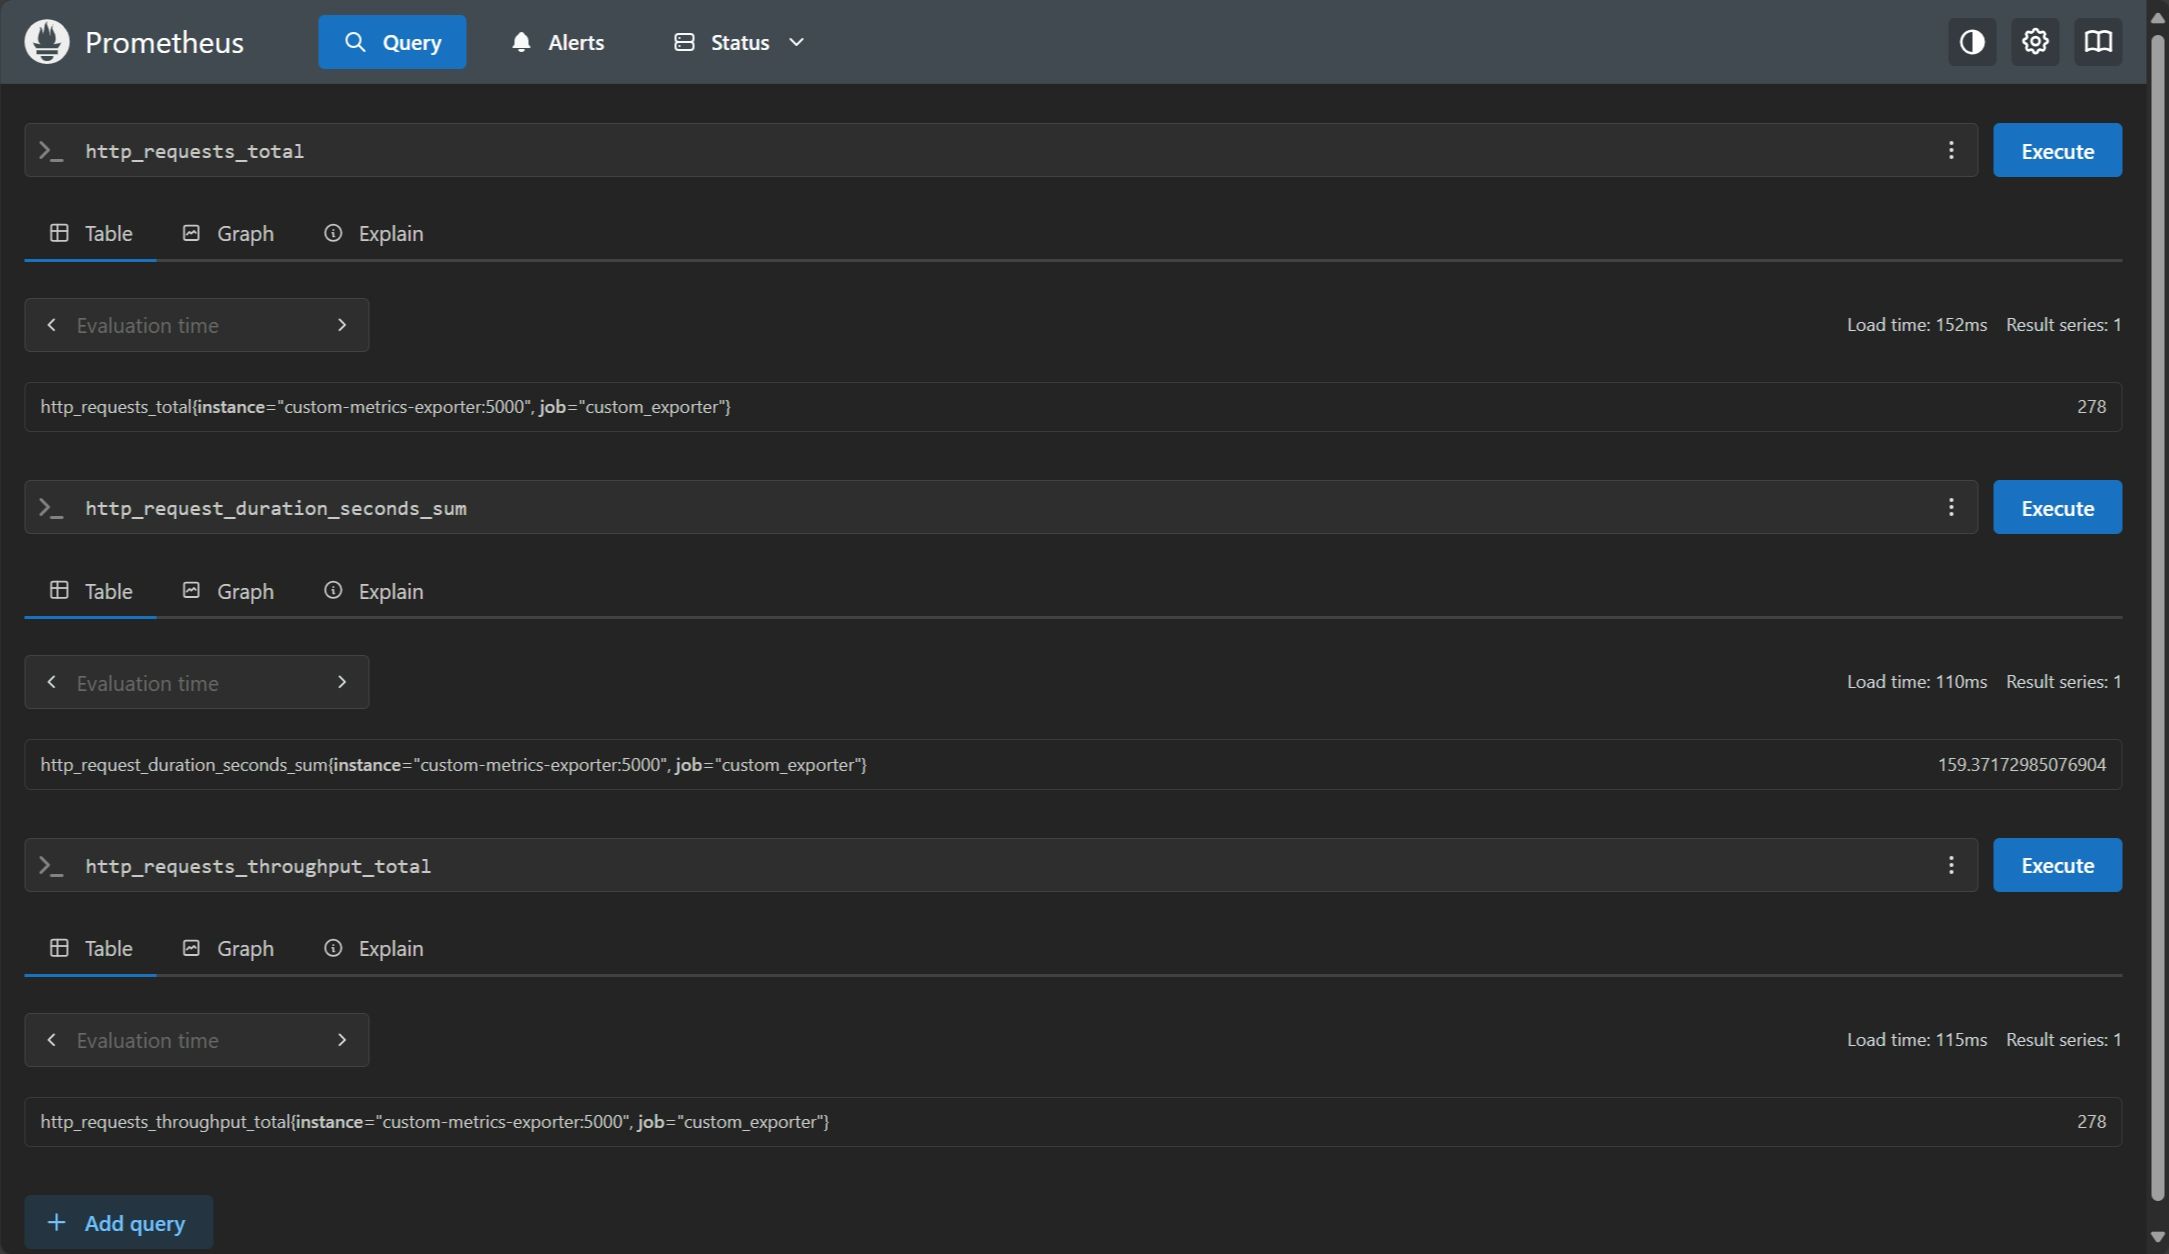 Prometheus Query Alerts Status
http_requests_total Execute
Table Graph Explain
Evaluation time Load time: 152ms Result series: 1
http_requests_total{instance="custom-metrics-exporter:5000", job="custom_exporter"} 278
http_request_duration_seconds_sum Execute
Table Graph Explain
Evaluation time Load time: 110ms Result series: 1
http_request_duration_seconds_sum{instance="custom-metrics-exporter:5000", job="custom_exporter"} 159.37172985076904
http_requests_throughput_total Execute
Table Graph Explain
Evaluation time Load time: 115ms Result series: 1
http_requests_throughput_total{instance="custom-metrics-exporter:5000", job="custom_exporter"} 278
Add query